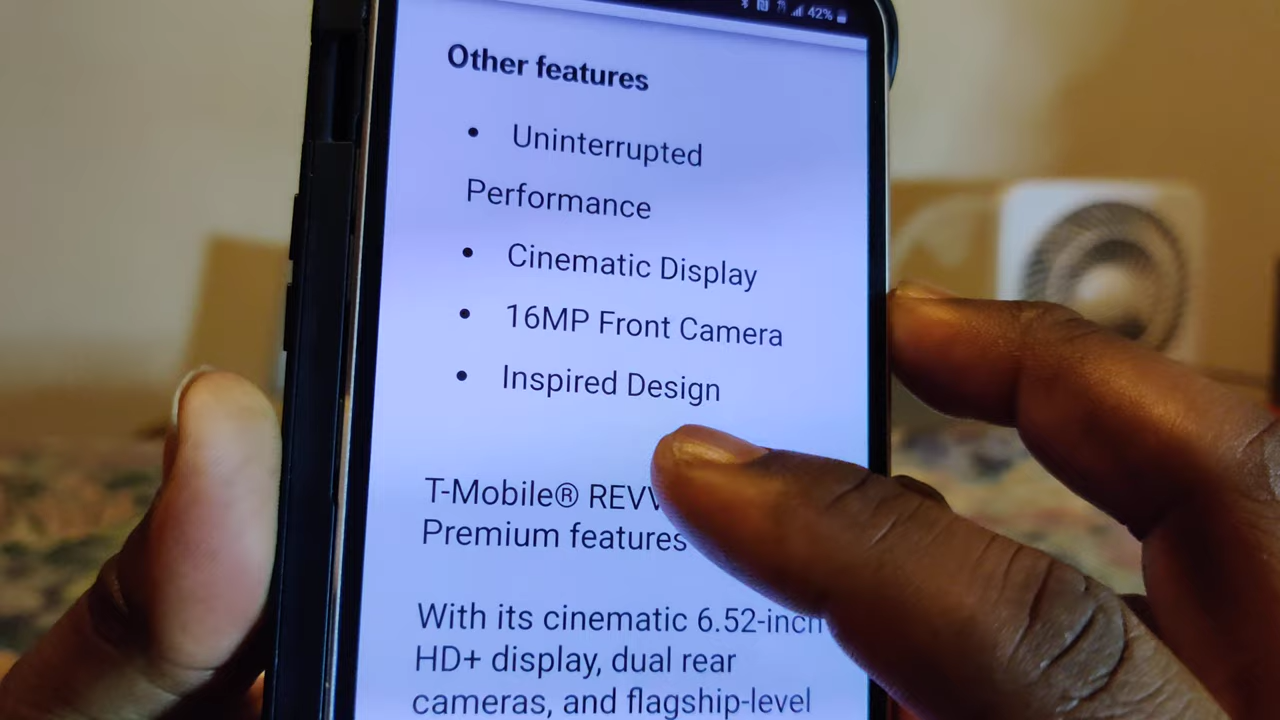 42%
Other features
• Uninterrupted
Performance
• Cinematic Display
• 16MP Front Camera
• Inspired Design
T-Mobile®
Premium features
With its cinematic 6.52-inch
HD+ display, dual rear
cameras, and flagship-level